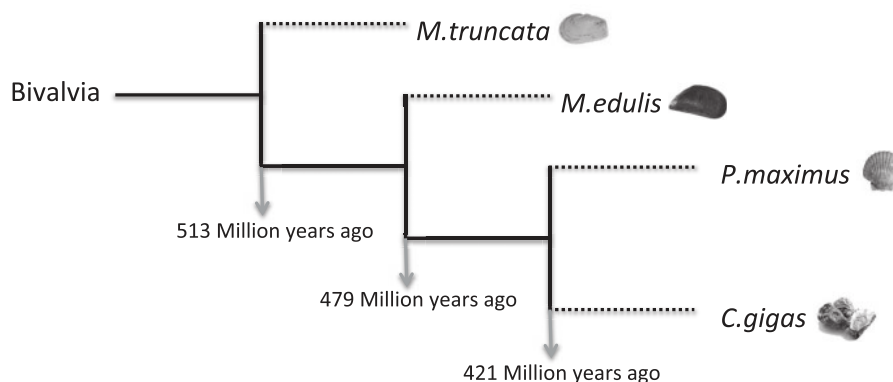 M.truncata
Bivalvia
M.edulis
P.maximus
513 Million years ago
479 Million years ago
C.gigas
421 Million years ago